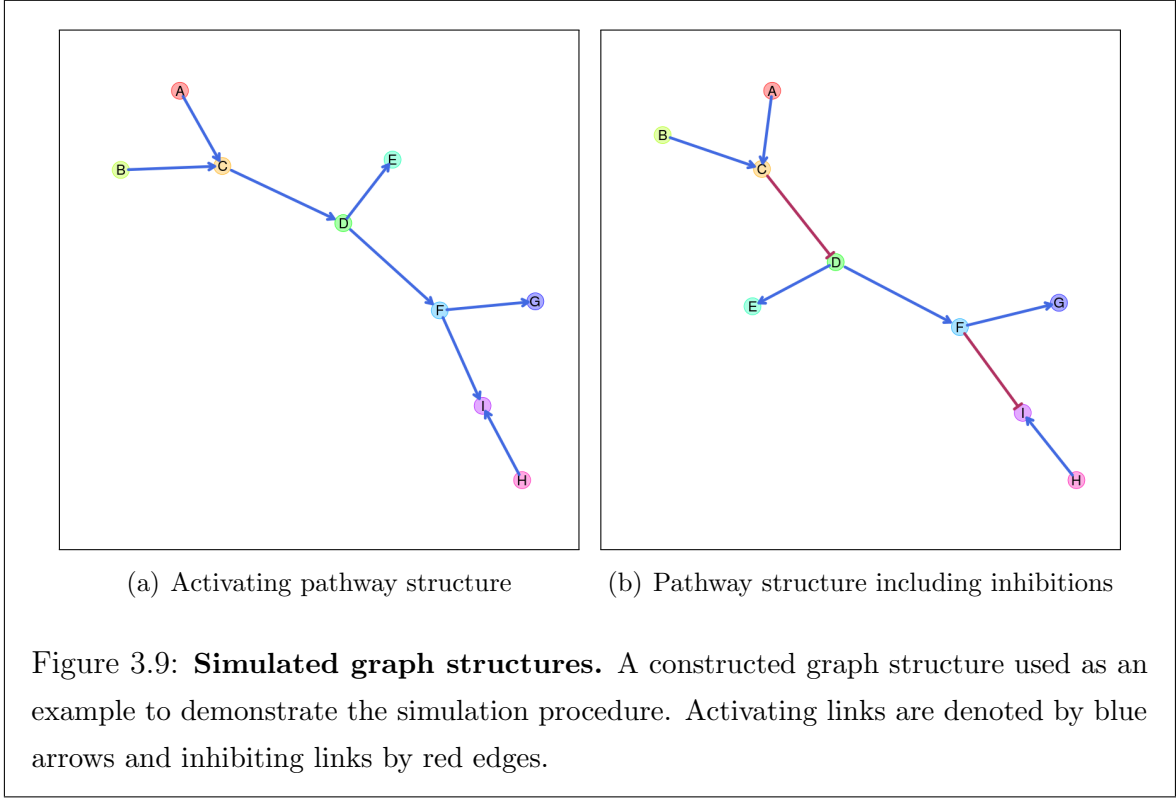 A
B
C
E
D
F
G
I
H
A
B
C
D
E
F
G
I
H
(a) Activating pathway structure
(b) Pathway structure including inhibitions
Figure 3.9: Simulated graph structures. A constructed graph structure used as an
example to demonstrate the simulation procedure. Activating links are denoted by blue
arrows and inhibiting links by red edges.